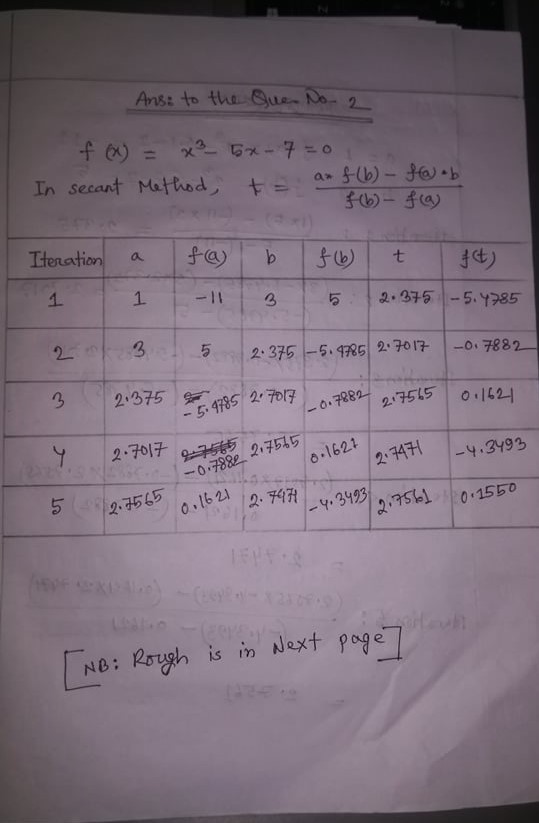 Ans: to the Ques No- 2
f(x) = x³ - 5x - 7 = 0
In secant Method, t = a× f(b) - f(a)·b / f(b) - f(a)
Iteration a f(a) b f(b) t f(t)
1 1 -11 3 5 2.375 -5.4785
2 3 5 2.375 -5.4785 2.7017 -0.7882
3 2.375 -5.4785 2.7017 -0.7882 2.7565 0.1621
4 2.7017 -0.7882 2.7565 0.1621 2.7471 -4.3493
5 2.7565 0.1621 2.7471 -4.3493 2.7561 0.1550
[NB: Rough is in Next page]